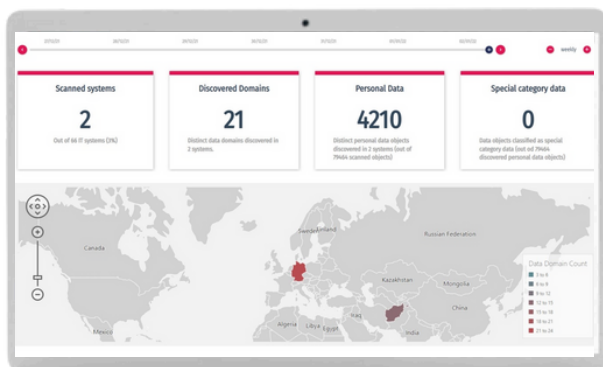 weekly
Scanned systems
Discovered Domains
Personal Data
Special category data
2
21
4210
0
Out of 66 IT systems (3%)
Distinct data domains discovered in
2 systems.
Distinct personal data objects
discovered in 2 systems (out of
79464 scanned objects)
Data objects classified as special
category data (out od 79464
discovered personal data objects)
Canada
Mexico
Sweden
Finland
Russian Federation
Kazakhstan
Mongolia
China
Iraq
India
Algeria
Libya
Egypt
Data Domain Count
3 to 6
6 to 9
9 to 12
12 to 15
15 to 18
18 to 21
21 to 24